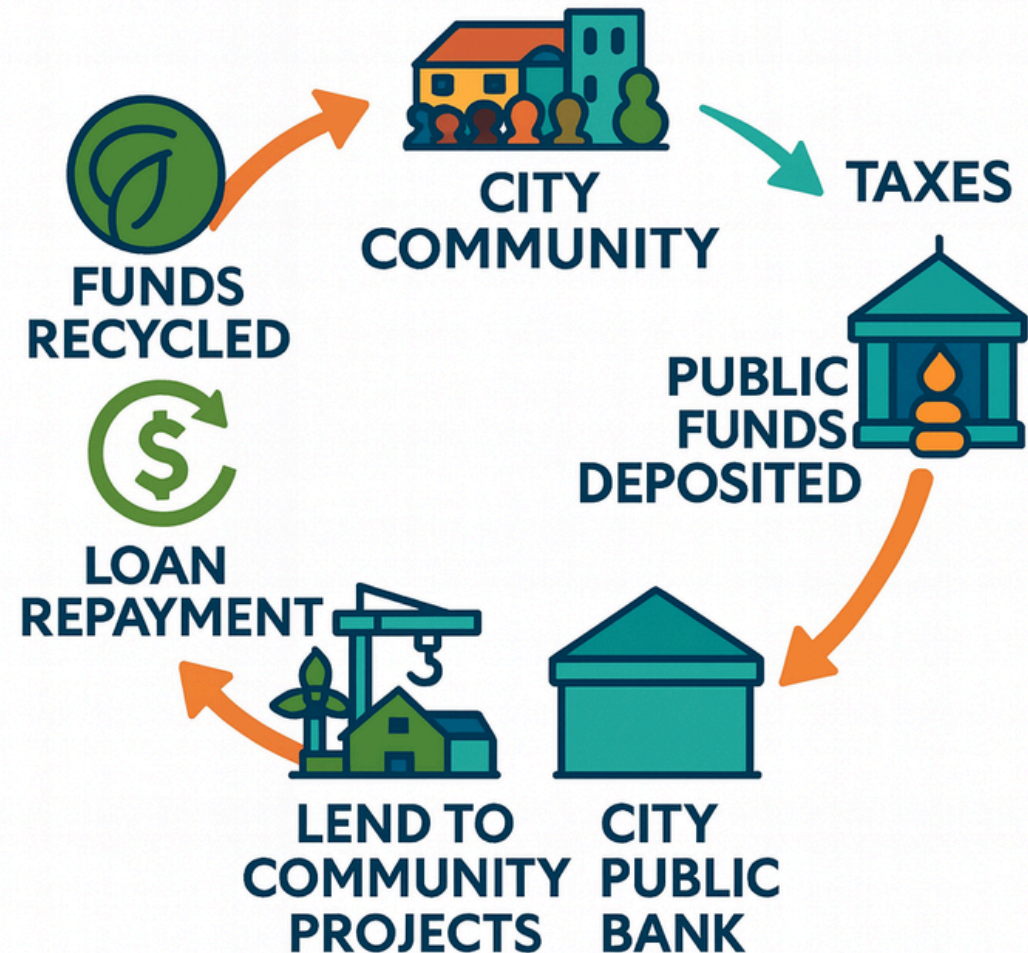 CITY
COMMUNITY
TAXES
PUBLIC
FUNDS
DEPOSITED
CITY
PUBLIC
BANK
LEND TO
COMMUNITY
PROJECTS
LOAN
REPAYMENT
$
FUNDS
RECYCLED